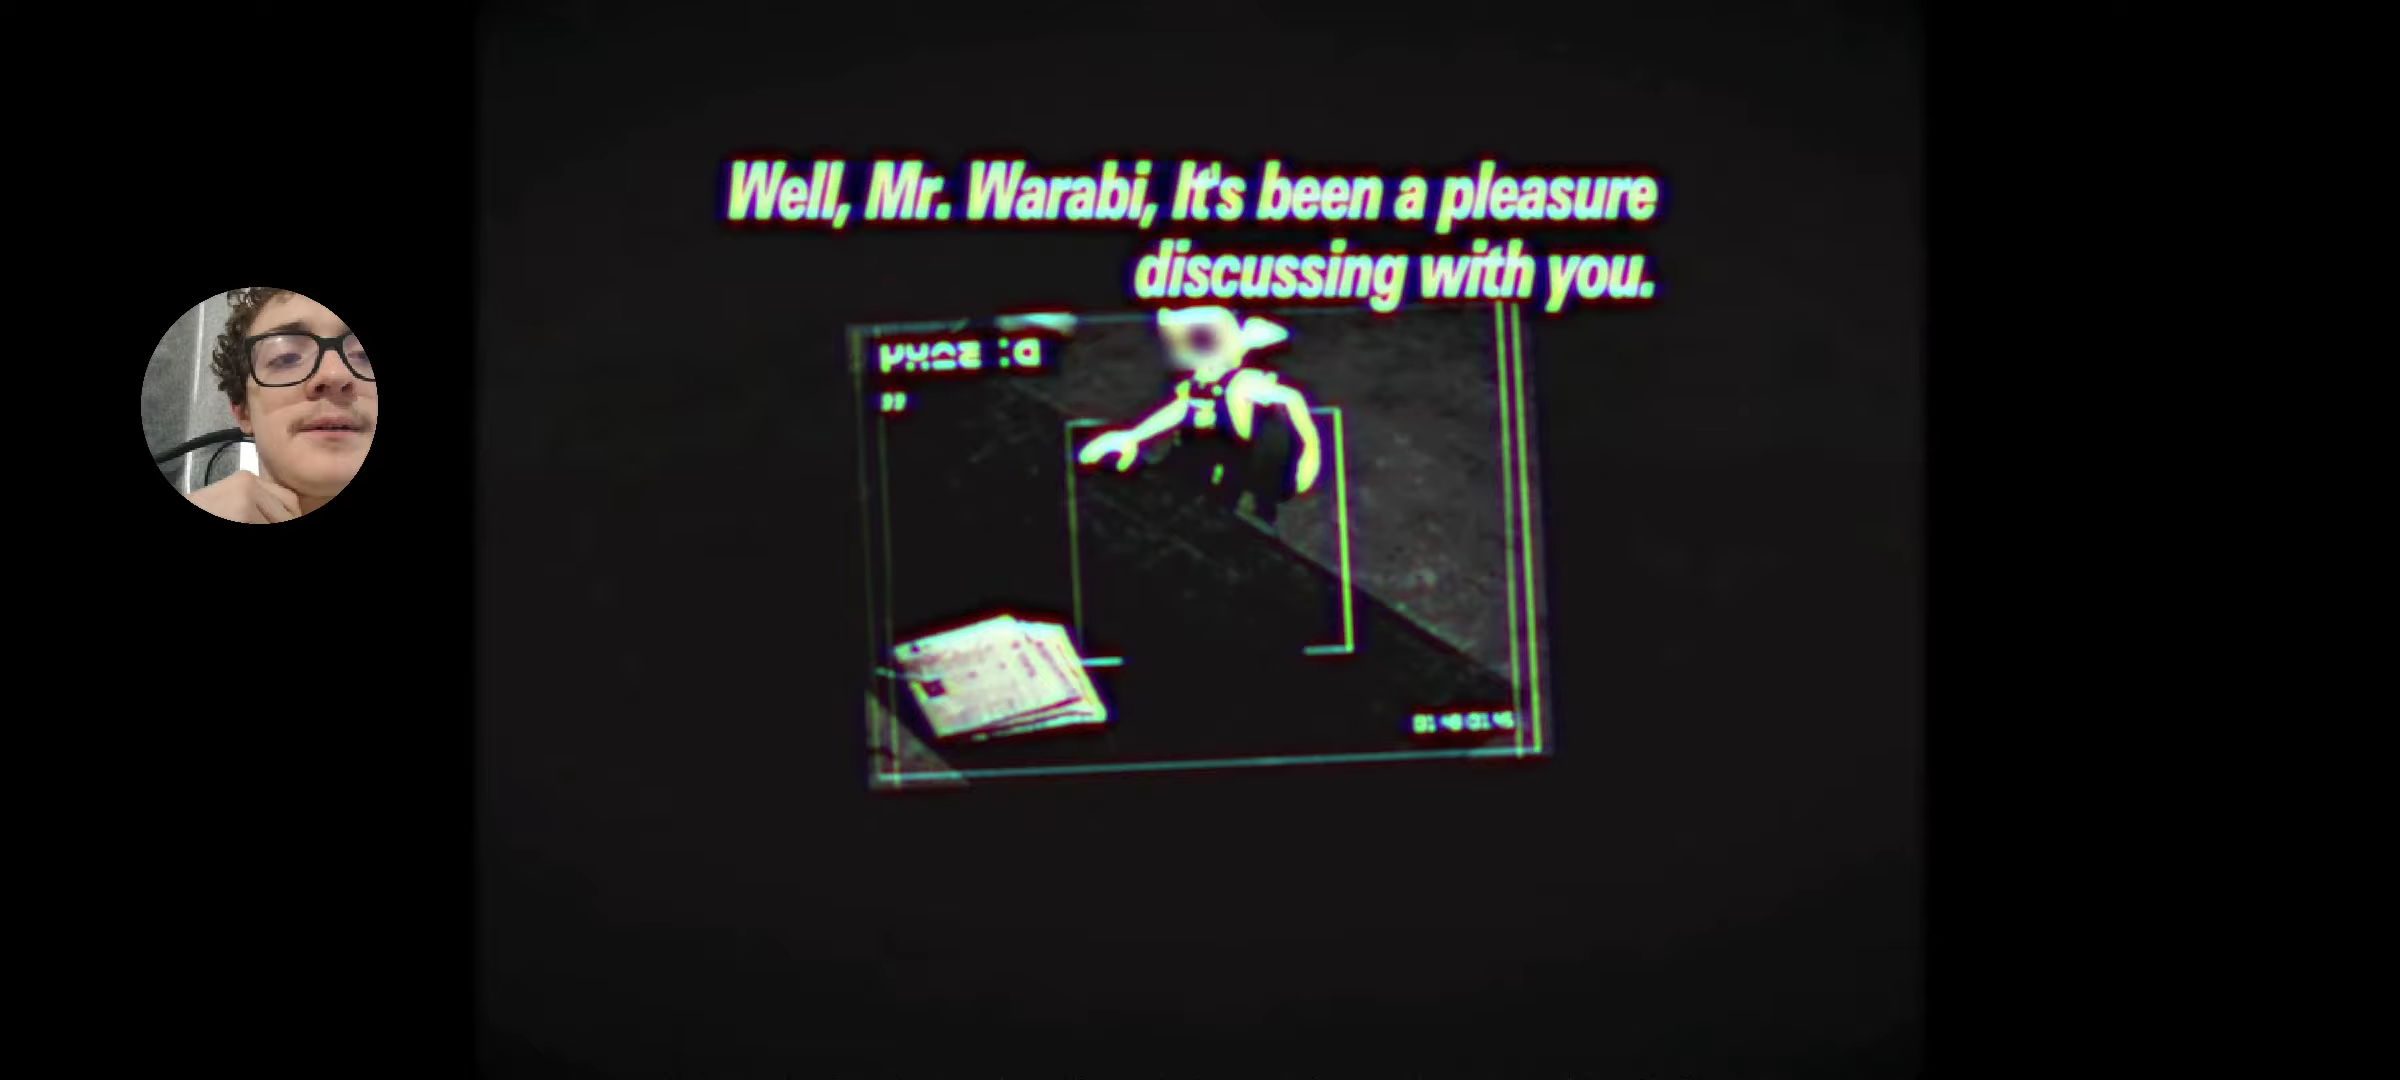 Well, Mr. Warabi, It's been a pleasure
discussing with you.